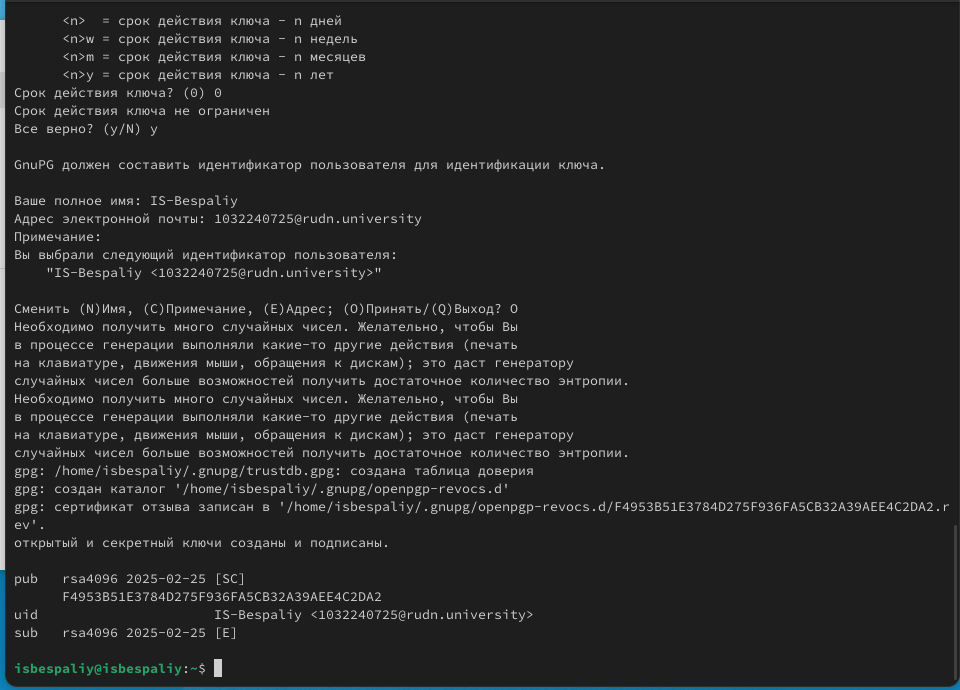 <n>  = срок действия ключа - n дней
<n>w = срок действия ключа - n недель
<n>m = срок действия ключа - n месяцев
<n>y = срок действия ключа - n лет
Срок действия ключа? (0) 0
Срок действия ключа не ограничен
Все верно? (y/N) y
GnuPG должен составить идентификатор пользователя для идентификации ключа.
Ваше полное имя: IS-Bespaliy
Адрес электронной почты: 1032240725@rudn.university
Примечание:
Вы выбрали следующий идентификатор пользователя:
"IS-Bespaliy <1032240725@rudn.university>"
Сменить (N)Имя, (C)Примечание, (E)Адрес; (O)Принять/(Q)Выход? O
Необходимо получить много случайных чисел. Желательно, чтобы Вы
в процессе генерации выполняли какие-то другие действия (печать
на клавиатуре, движения мыши, обращения к дискам); это даст генератору
случайных чисел больше возможностей получить достаточное количество энтропии.
Необходимо получить много случайных чисел. Желательно, чтобы Вы
в процессе генерации выполняли какие-то другие действия (печать
на клавиатуре, движения мыши, обращения к дискам); это даст генератору
случайных чисел больше возможностей получить достаточное количество энтропии.
gpg: /home/isbespaliy/.gnupg/trustdb.gpg: создана таблица доверия
gpg: создан каталог '/home/isbespaliy/.gnupg/openpgp-revocs.d'
gpg: сертификат отзыва записан в '/home/isbespaliy/.gnupg/openpgp-revocs.d/F4953B51E3784D275F936FA5CB32A39AEE4C2DA2.r
ev'.
открытый и секретный ключи созданы и подписаны.
pub   rsa4096 2025-02-25 [SC]
F4953B51E3784D275F936FA5CB32A39AEE4C2DA2
uid                      IS-Bespaliy <1032240725@rudn.university>
sub   rsa4096 2025-02-25 [E]
isbespaliy@isbespaliy:~$